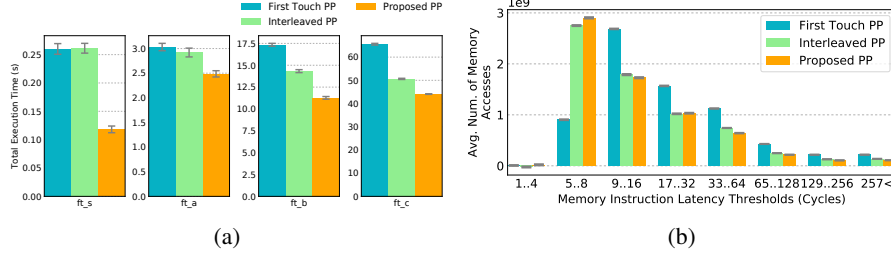 First Touch PP
Interleaved PP
Proposed PP
Total Execution Time (s)
0.25
0.20
0.15
0.10
0.05
0.00
ft_s
3.0
2.5
2.0
1.5
1.0
0.5
0.0
ft_a
17.5
15.0
12.5
10.0
7.5
5.0
2.5
0.0
ft_b
60
50
40
30
20
10
0
ft_c
(a)
1e9
3
2
1
0
Avg. Num. of Memory
Accesses
First Touch PP
Interleaved PP
Proposed PP
1..4 5..8 9..16 17..32 33..64 65..128 129..256 257<
Memory Instruction Latency Thresholds (Cycles)
(b)